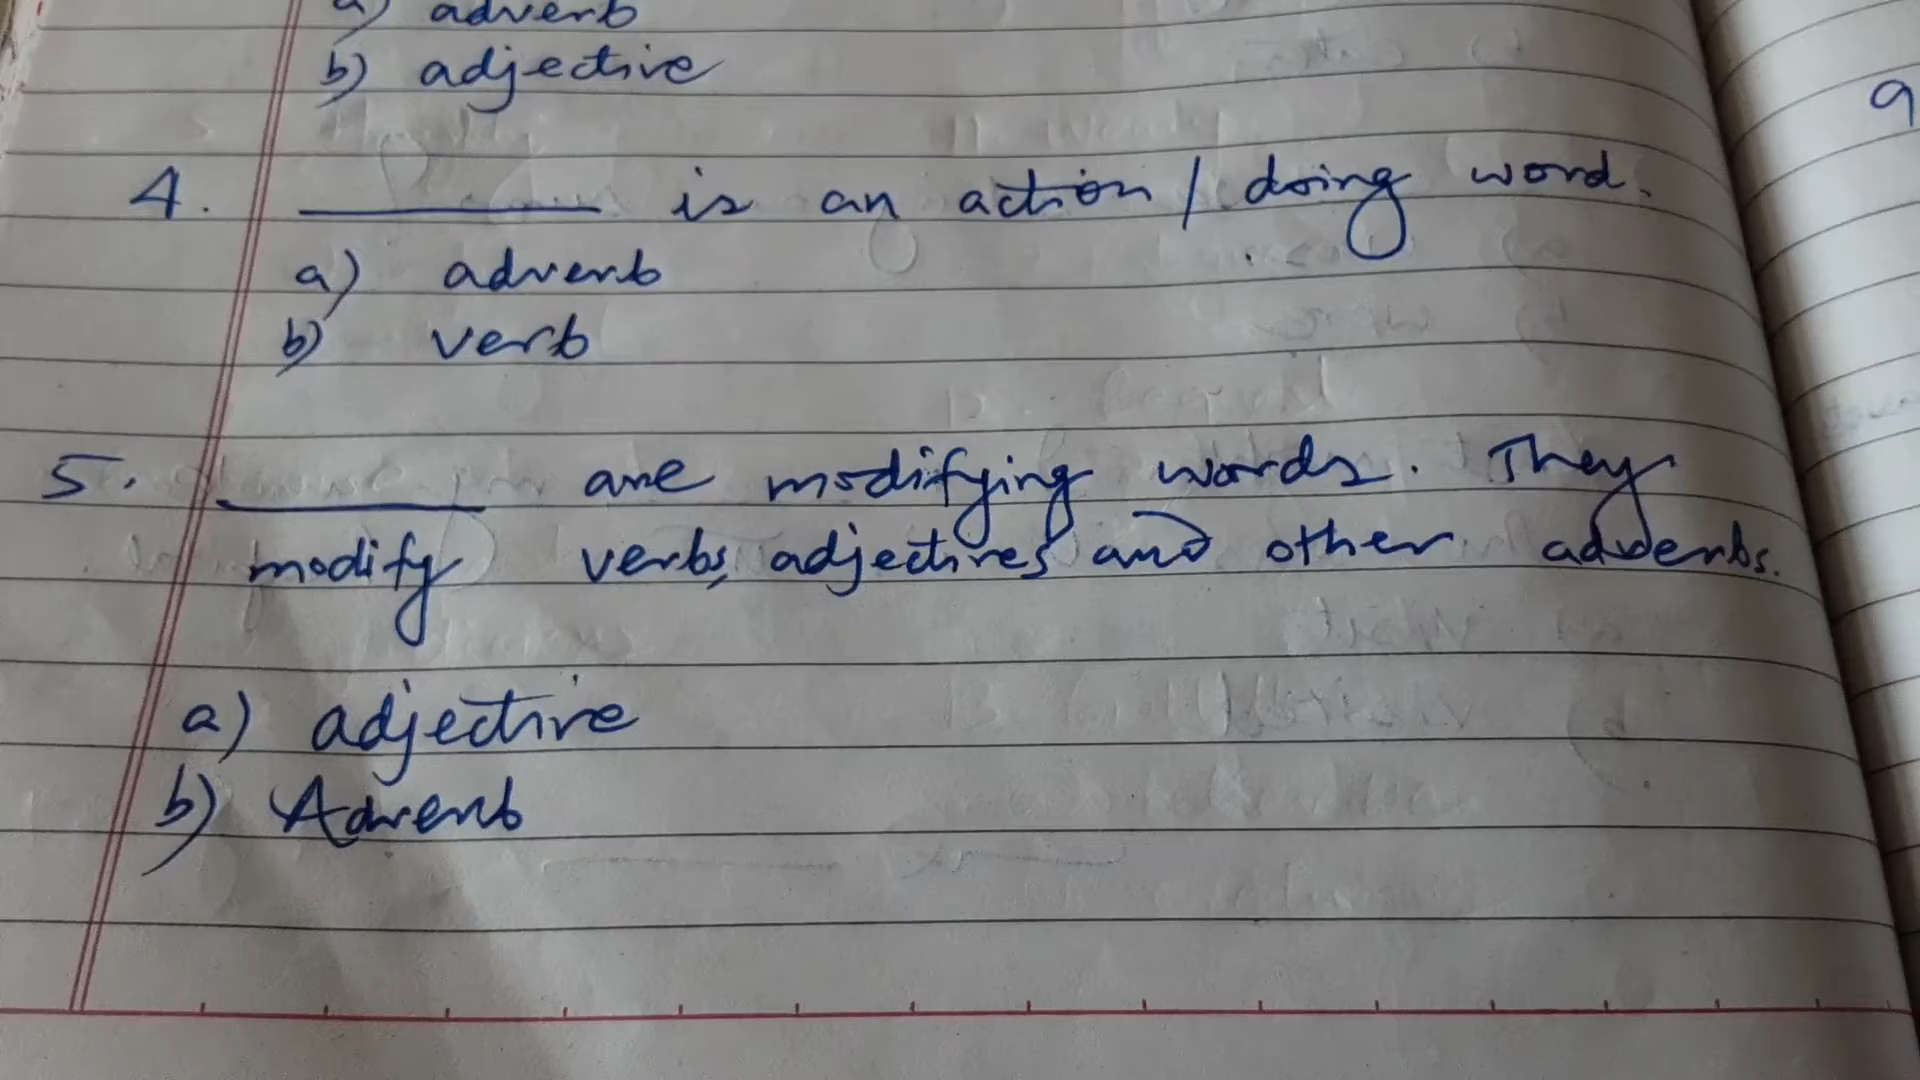 a) adverb
b) adjective
4. ________ is an action / doing word.
a) adverb
b) verb
5. ________ are modifying words. They
modify verbs, adjectives and other adverbs.
a) adjective
b) Adverb
9